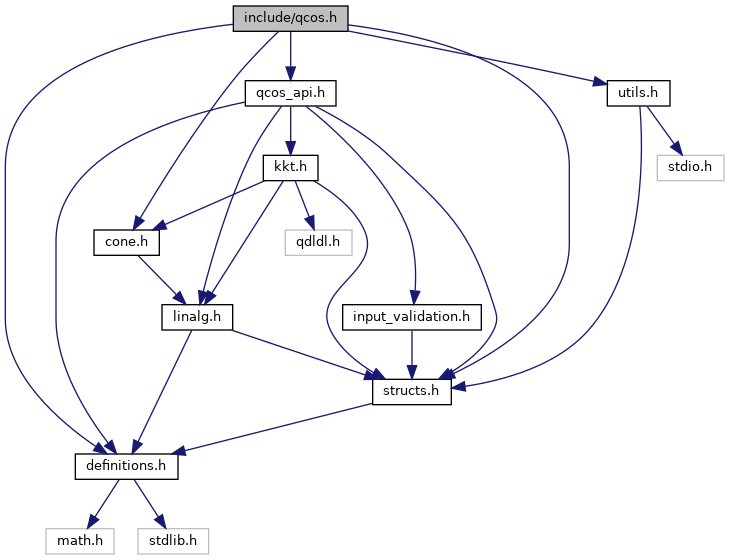 include/qcos.h
qcos_api.h
utils.h
kkt.h
stdio.h
cone.h
qdldl.h
linalg.h
input_validation.h
structs.h
definitions.h
math.h
stdlib.h